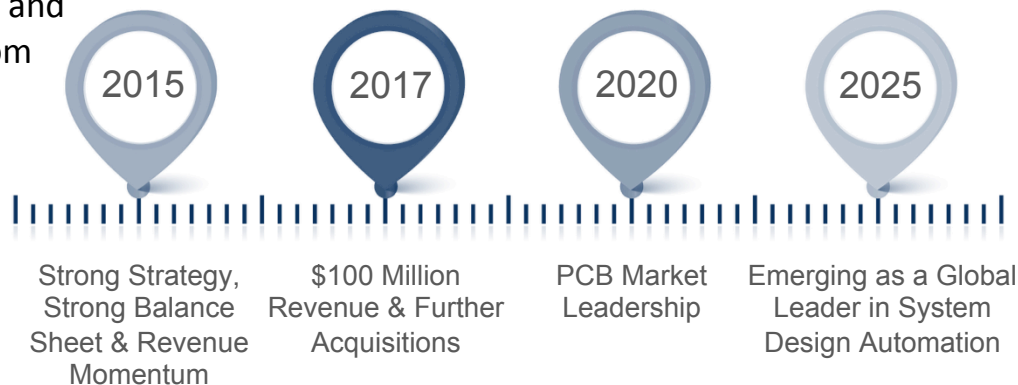 and
2015
2017
2020
2025
Strong Strategy,
Strong Balance
Sheet & Revenue
Momentum
$100 Million
Revenue & Further
Acquisitions
PCB Market
Leadership
Emerging as a Global
Leader in System
Design Automation